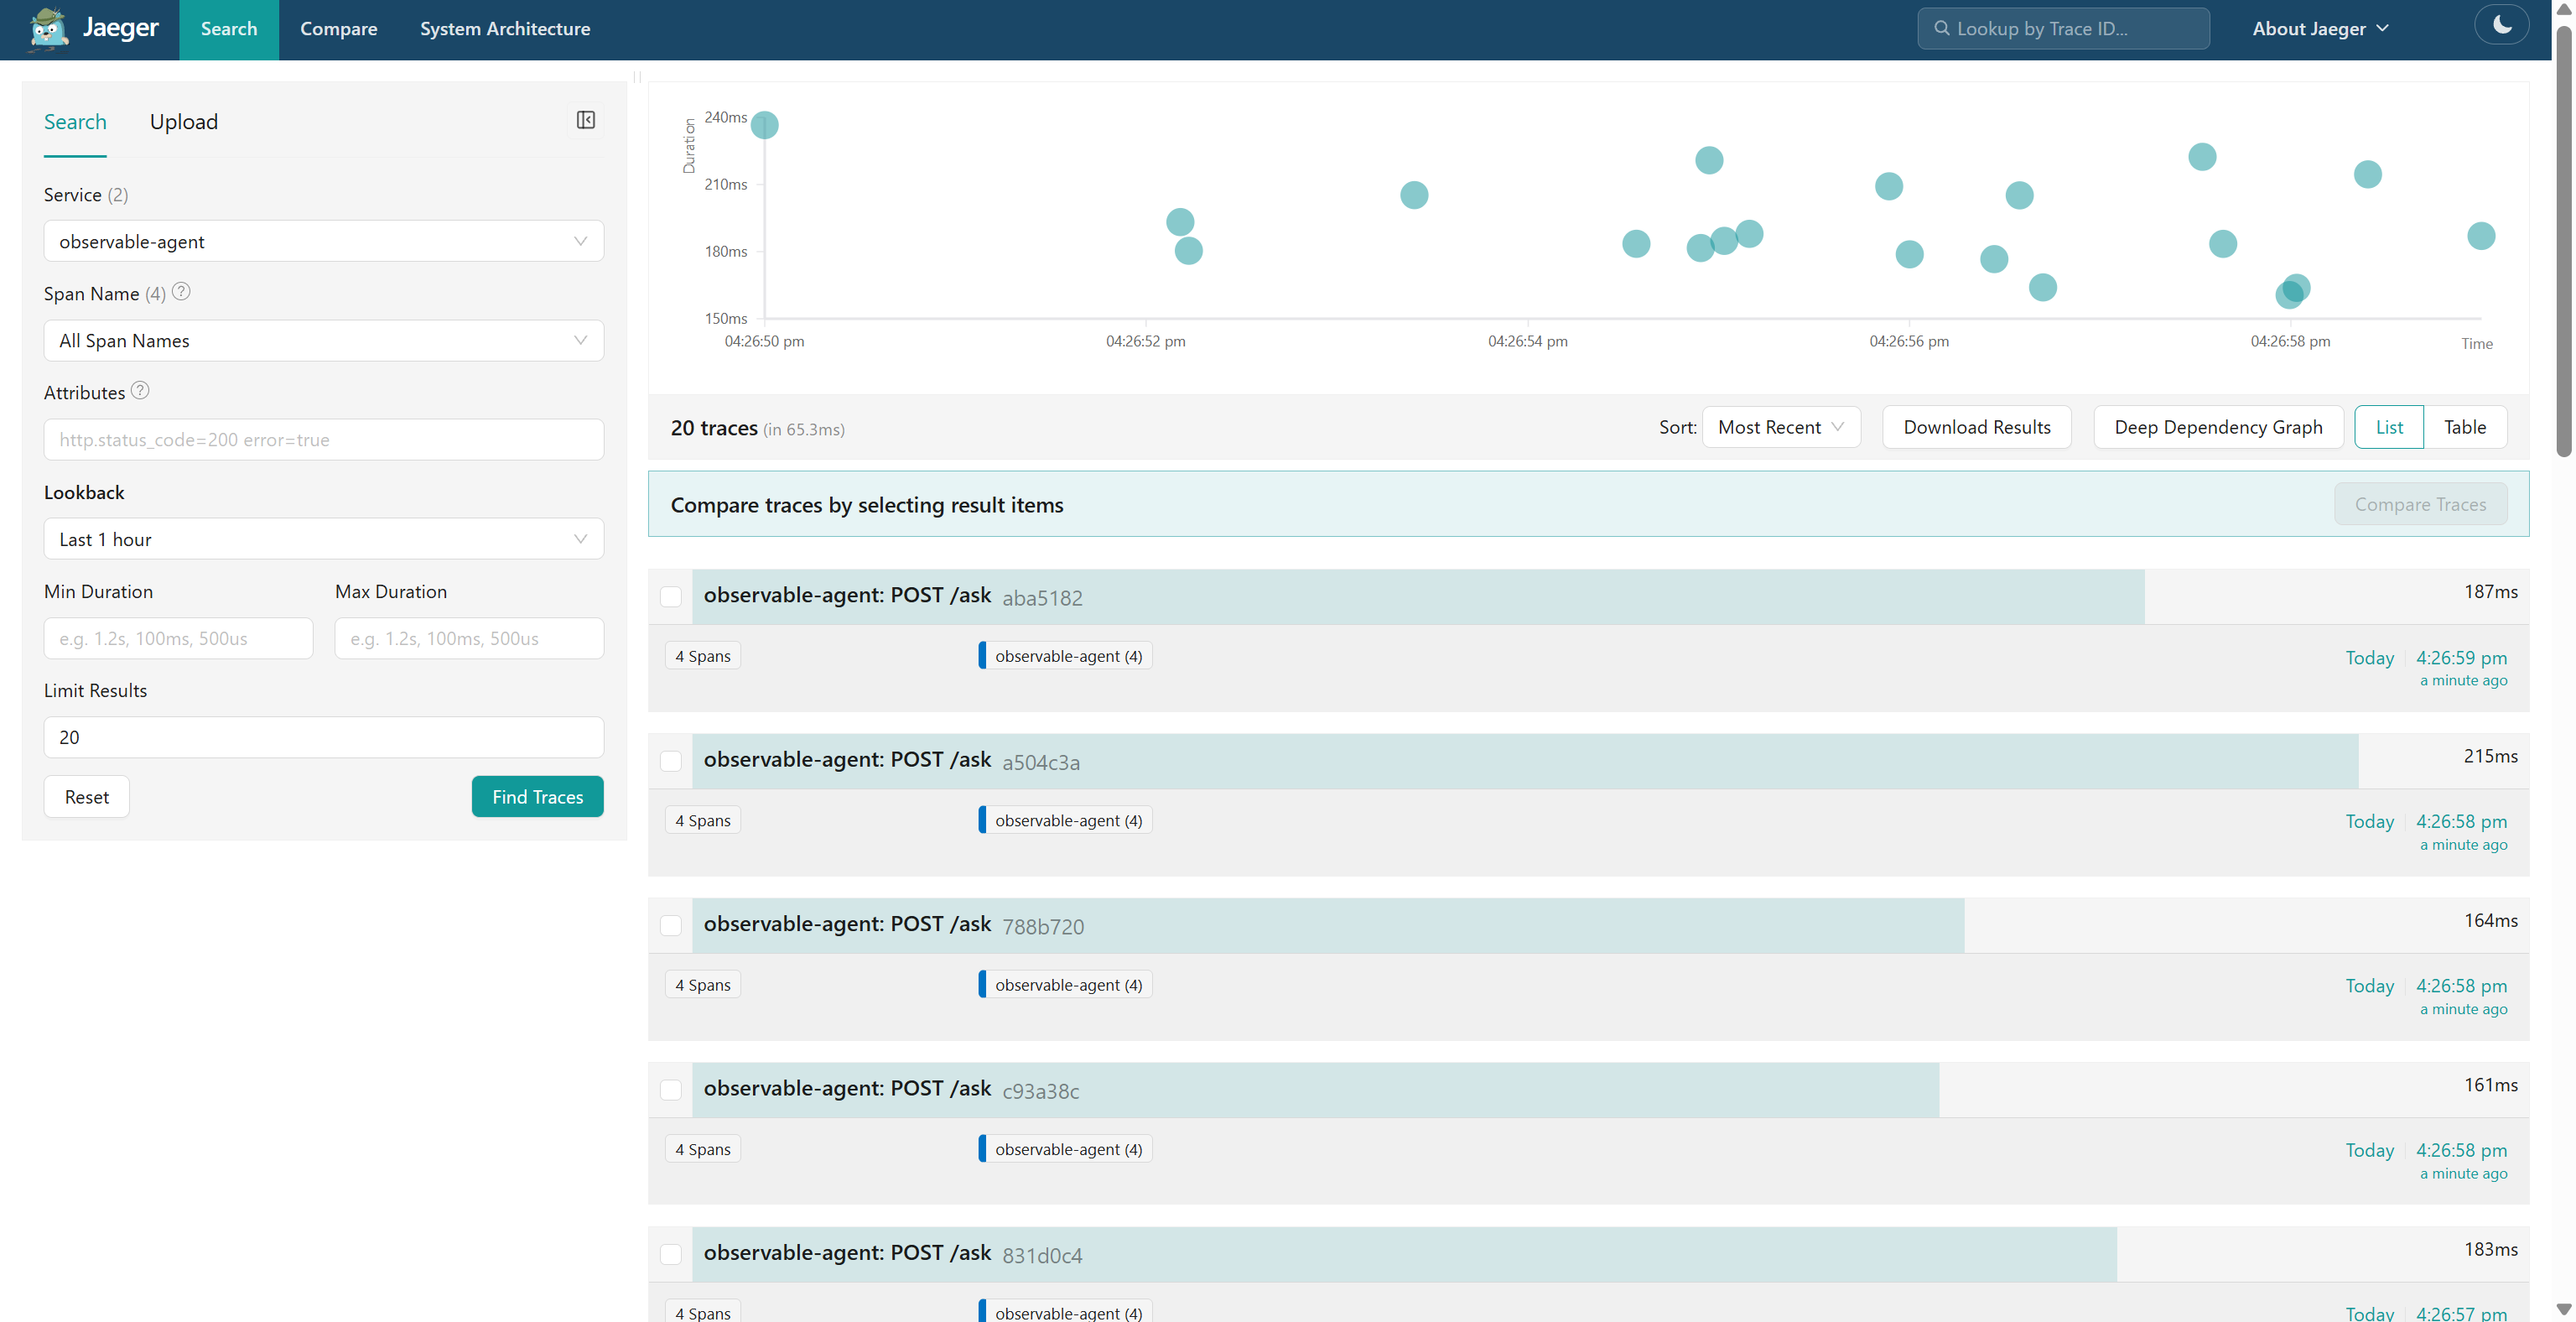 Jaeger Search Compare System Architecture Lookup by Trace ID... About Jaeger
Search Upload
Service (2)
observable-agent
Span Name (4)
All Span Names
Attributes
http.status_code=200 error=true
Lookback
Last 1 hour
Min Duration Max Duration
e.g. 1.2s, 100ms, 500us e.g. 1.2s, 100ms, 500us
Limit Results
20
Reset Find Traces
Duration
240ms
210ms
180ms
150ms
04:26:50 pm 04:26:52 pm 04:26:54 pm 04:26:56 pm 04:26:58 pm Time
20 traces (in 65.3ms) Sort: Most Recent Download Results Deep Dependency Graph List Table
Compare traces by selecting result items Compare Traces
observable-agent: POST /ask aba5182 187ms
4 Spans observable-agent (4) Today 4:26:59 pm
a minute ago
observable-agent: POST /ask a504c3a 215ms
4 Spans observable-agent (4) Today 4:26:58 pm
a minute ago
observable-agent: POST /ask 788b720 164ms
4 Spans observable-agent (4) Today 4:26:58 pm
a minute ago
observable-agent: POST /ask c93a38c 161ms
4 Spans observable-agent (4) Today 4:26:58 pm
a minute ago
observable-agent: POST /ask 831d0c4 183ms
4 Spans observable-agent (4) Today 4:26:57 pm